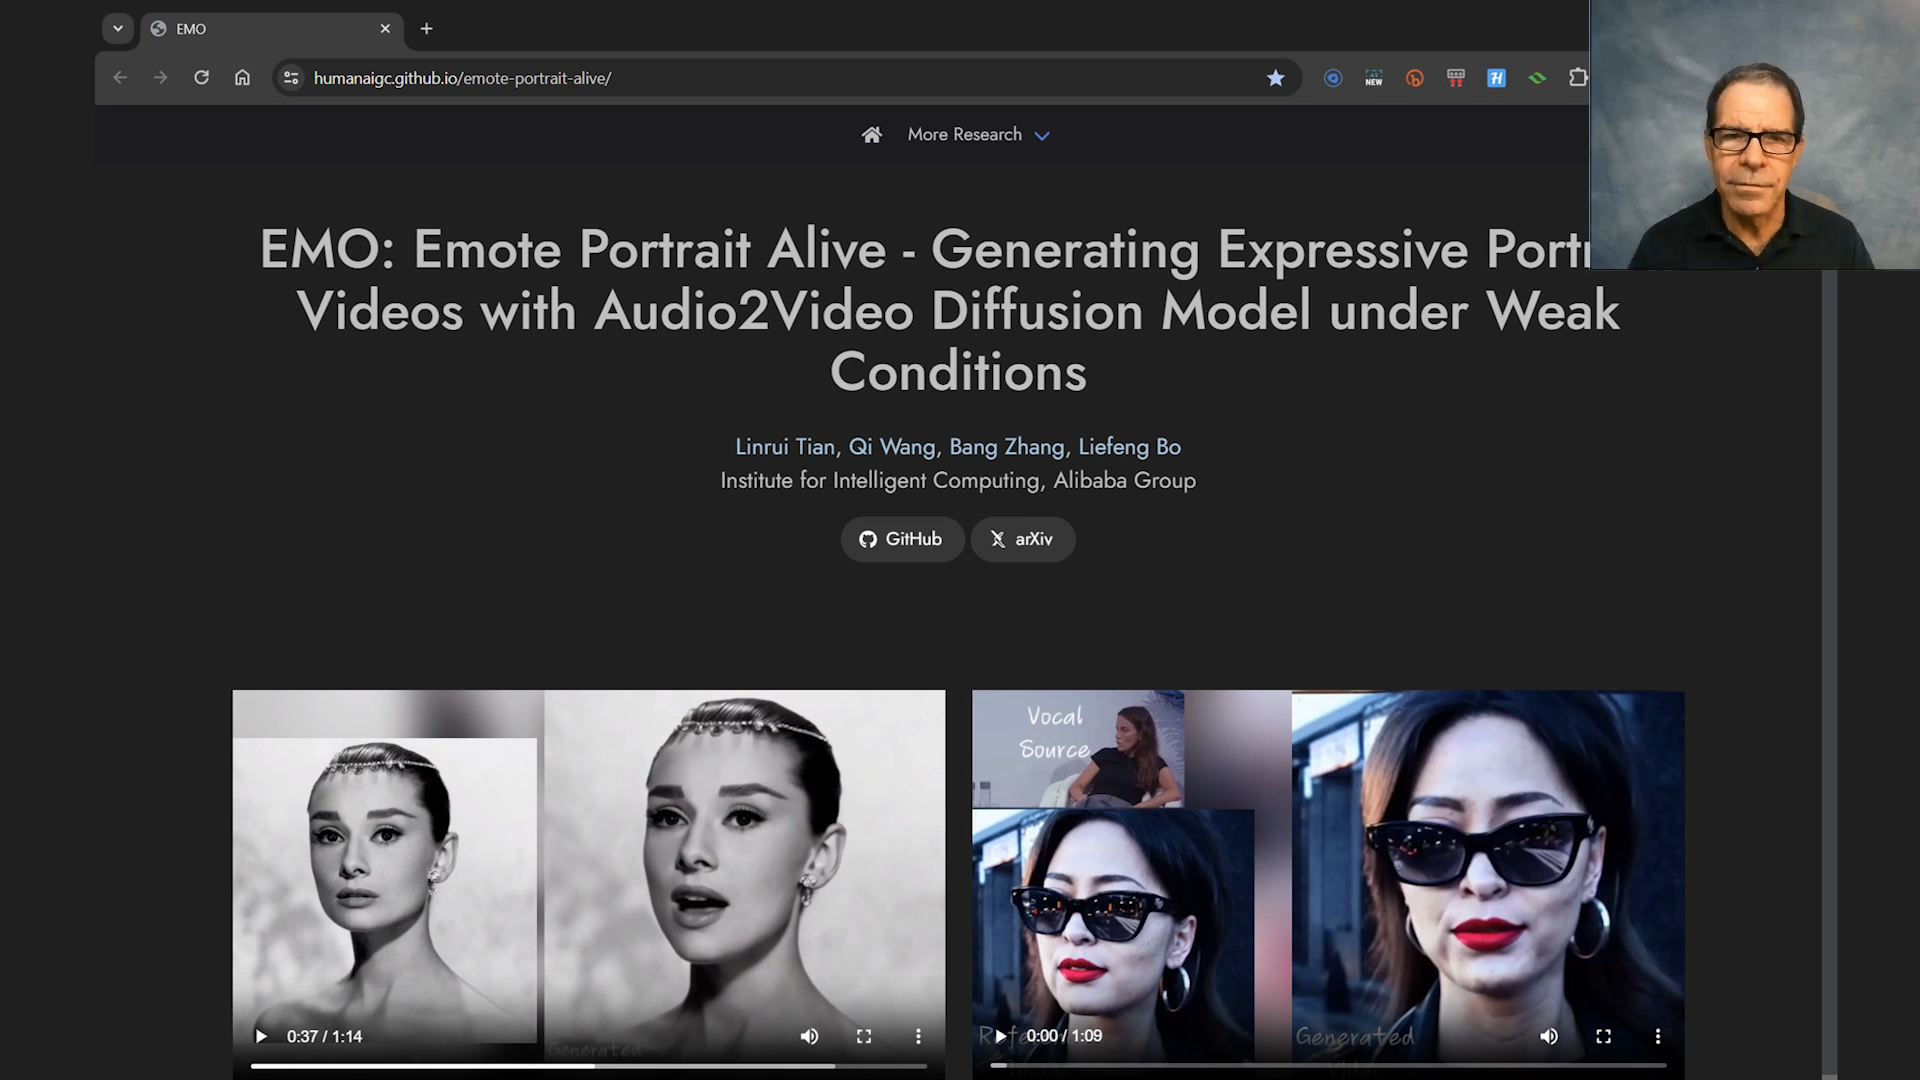 EMO
humanaigc.github.io/emote-portrait-alive/
NEW
More Research
EMO: Emote Portrait Alive - Generating Expressive Portr
Videos with Audio2Video Diffusion Model under Weak
Conditions
Linrui Tian, Qi Wang, Bang Zhang, Liefeng Bo
Institute for Intelligent Computing, Alibaba Group
GitHub
arXiv
Vocal
Source
0:37 / 1:14
Generated
0:00 / 1:09
Generated
Video